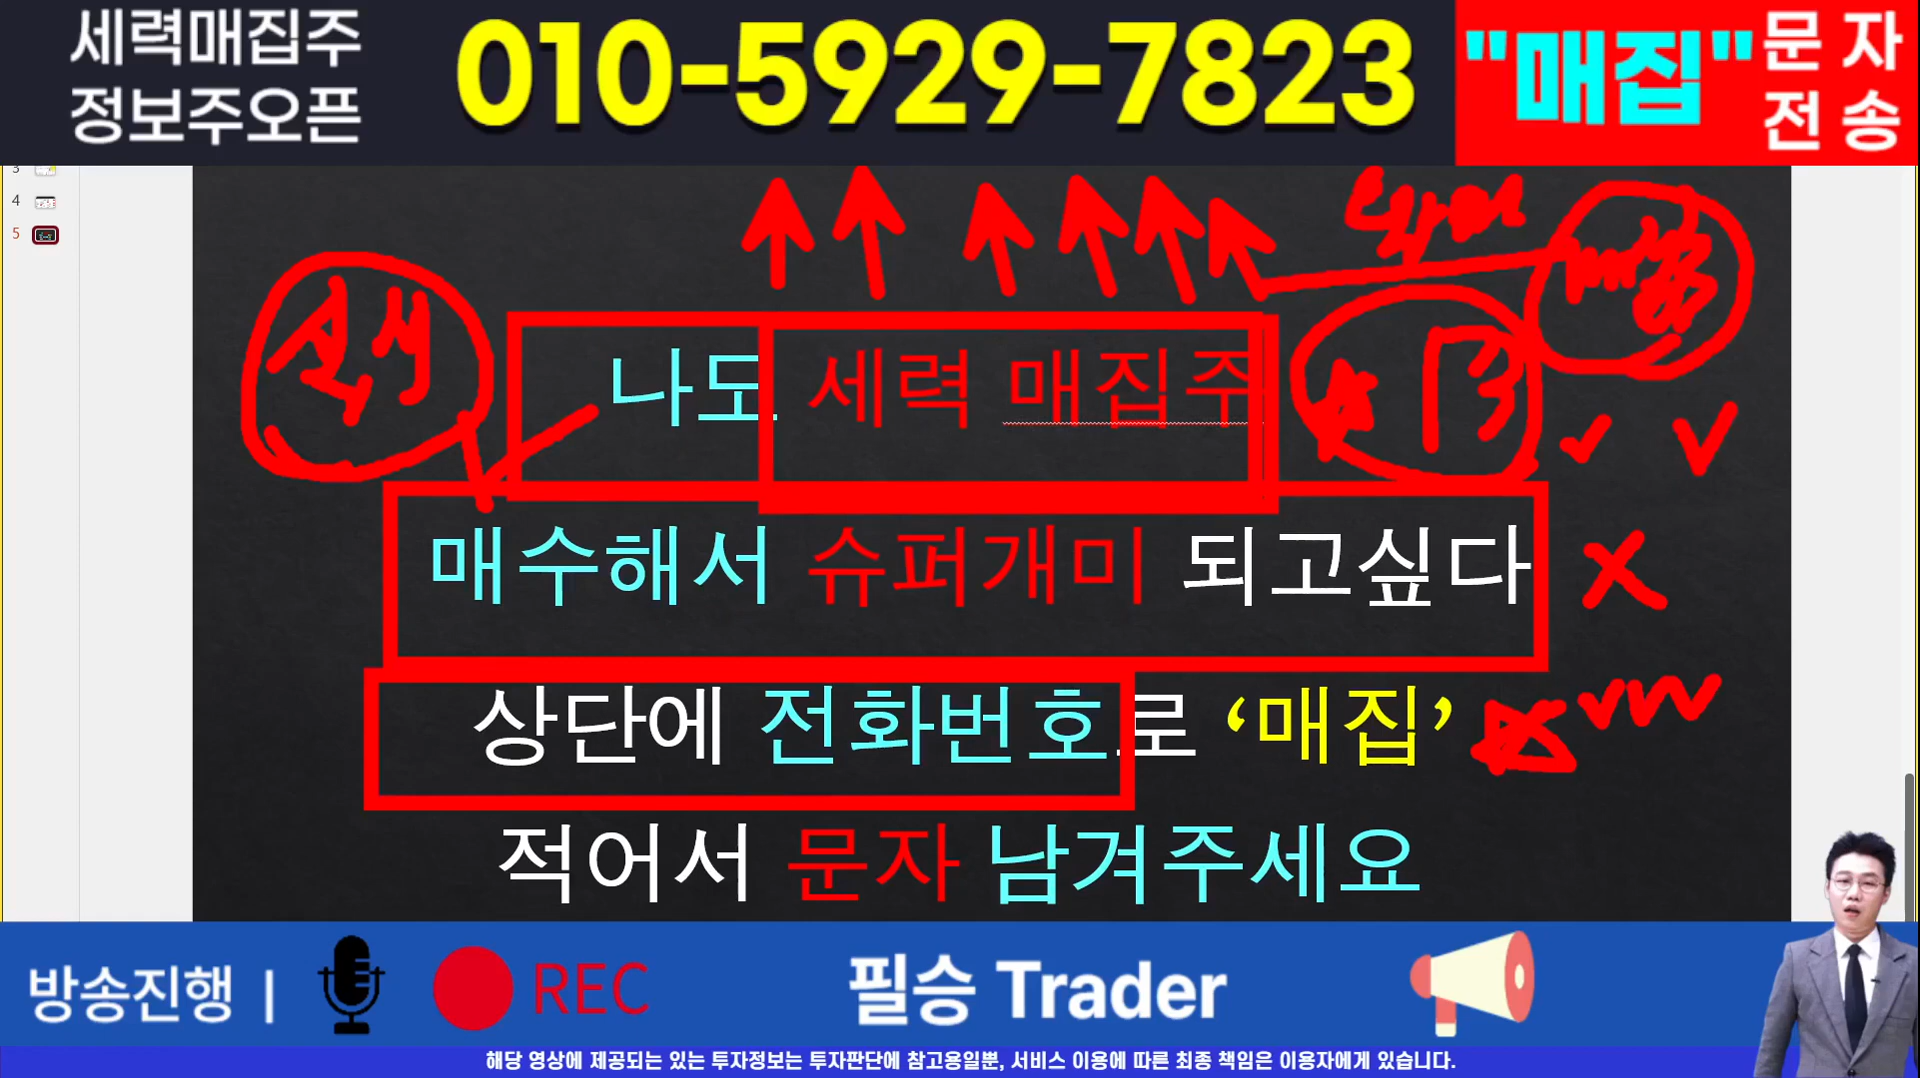 세력매집주
정보주오픈
010-5929-7823
"매집"
문자
전송
3
4
5
나도 세력 매집주
매수해서 슈퍼개미 되고싶다
상단에 전화번호로 ‘매집’
적어서 문자 남겨주세요
방송진행 |
REC
필승 Trader
해당 영상에 제공되는 있는 투자정보는 투자판단에 참고용일뿐, 서비스 이용에 따른 최종 책임은 이용자에게 있습니다.